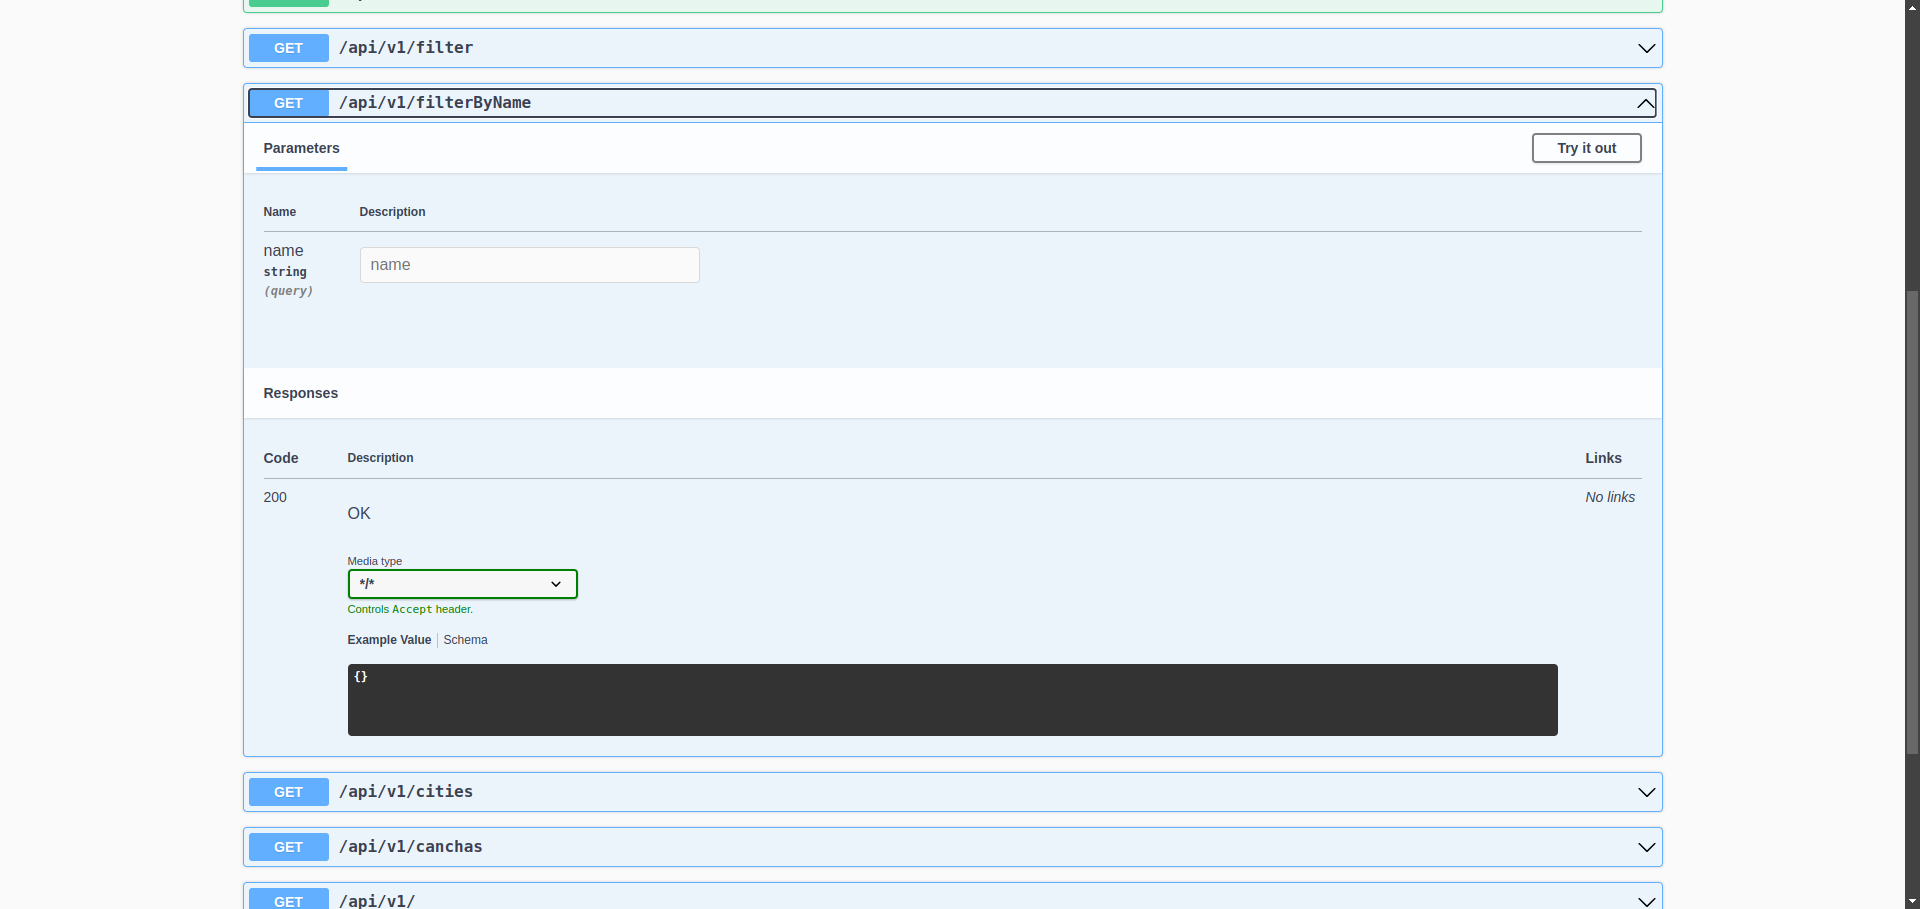 GET /api/v1/filter
GET /api/v1/filterByName
Parameters
Try it out
Name Description
name
string
(query)
name
Responses
Code Description Links
200
OK
No links
Media type
*/*
Controls Accept header.
Example Value Schema
{}
GET /api/v1/cities
GET /api/v1/canchas
GET /api/v1/